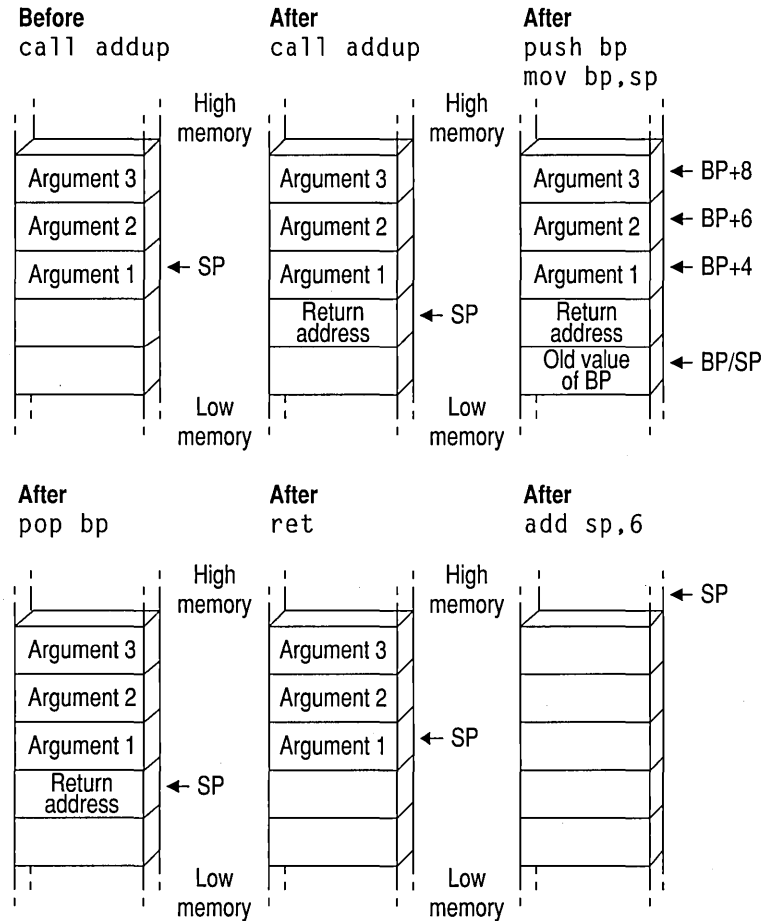 Before
call addup
High
memory
Argument 3
Argument 2
Argument 1
← SP
Low
memory
After
call addup
High
memory
Argument 3
Argument 2
Argument 1
Return
address
← SP
Low
memory
After
push bp
mov bp,sp
Argument 3
← BP+8
Argument 2
← BP+6
Argument 1
← BP+4
Return
address
Old value
of BP
← BP/SP
After
pop bp
High
memory
Argument 3
Argument 2
Argument 1
Return
address
← SP
Low
memory
After
ret
High
memory
Argument 3
Argument 2
Argument 1
← SP
Low
memory
After
add sp,6
← SP